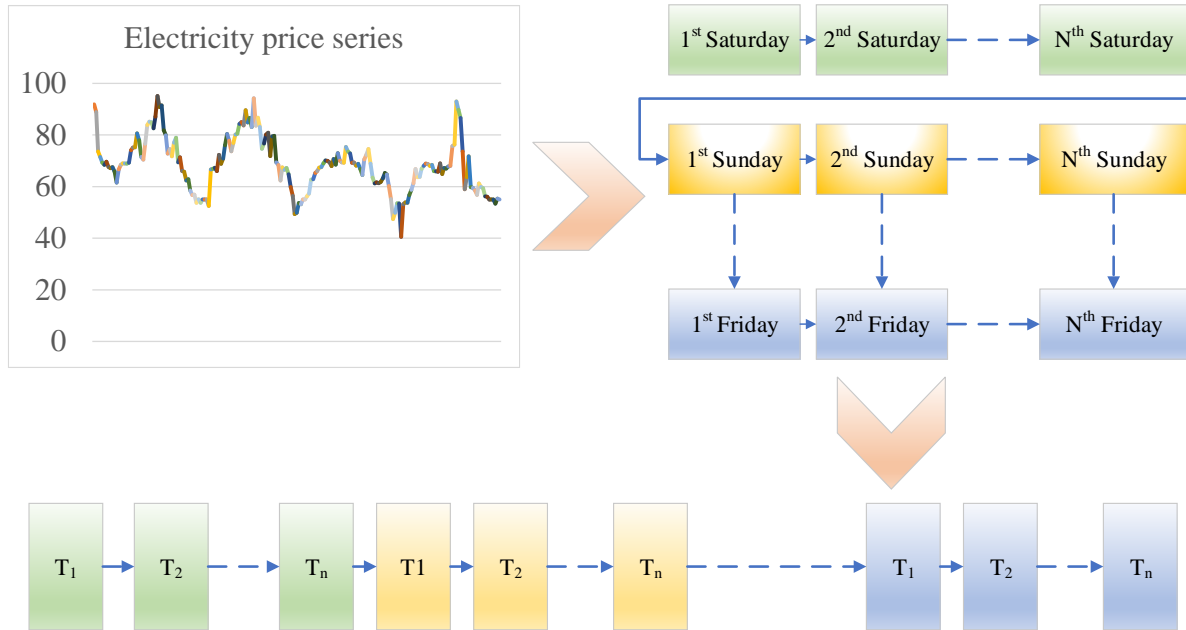 Electricity price series
100
80
60
40
20
0
1st Saturday
2nd Saturday
Nth Saturday
1st Sunday
2nd Sunday
Nth Sunday
1st Friday
2nd Friday
Nth Friday
T1
T2
Tn
T1
T2
Tn
T1
T2
Tn